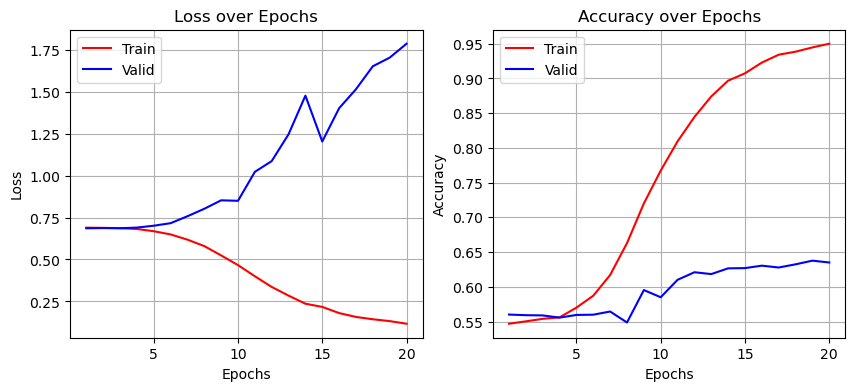 Loss over Epochs
Train
Valid
1.75
1.50
1.25
1.00
0.75
0.50
0.25
Loss
5
10
15
20
Epochs
Accuracy over Epochs
Train
Valid
0.95
0.90
0.85
0.80
0.75
0.70
0.65
0.60
0.55
Accuracy
5
10
15
20
Epochs